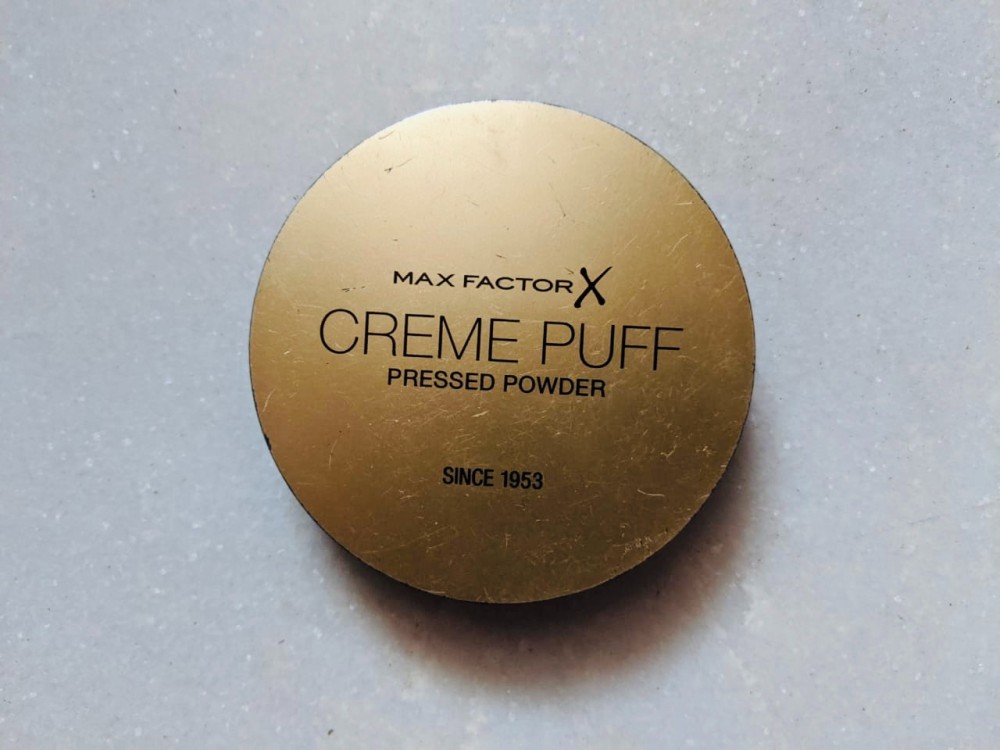 MAX FACTOR X
CREME PUFF
PRESSED POWDER
SINCE 1953